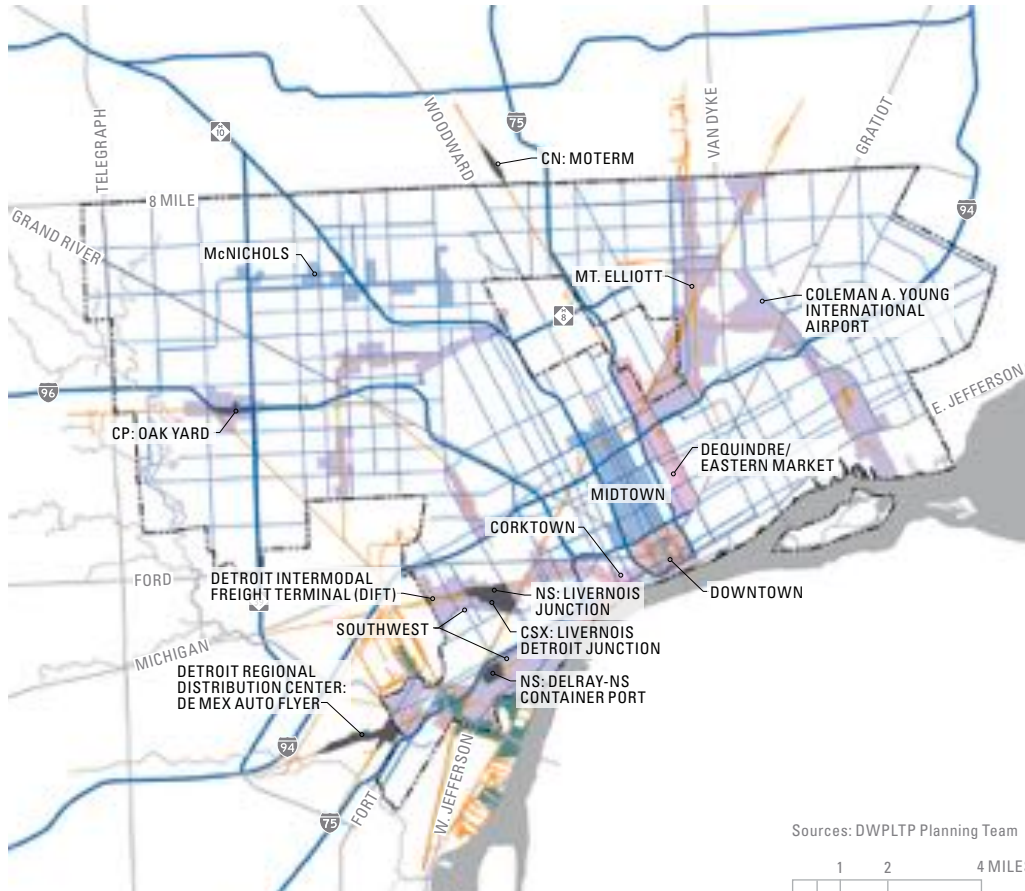 TELEGRAPH
10
WOODWARD
75
VAN DYKE
GRATIOT
CN: MOTERM
8 MILE
94
GRAND RIVER
McNICHOLS
MT. ELLIOTT
COLEMAN A. YOUNG
INTERNATIONAL
AIRPORT
8
96
E. JEFFERSON
CP: OAK YARD
DEQUINDRE/
EASTERN MARKET
MIDTOWN
CORKTOWN
FORD
DETROIT INTERMODAL
FREIGHT TERMINAL (DIFT)
NS: LIVERNOIS
JUNCTION
DOWNTOWN
SOUTHWEST
CSX: LIVERNOIS
DETROIT JUNCTION
MICHIGAN
DETROIT REGIONAL
DISTRIBUTION CENTER:
DE MEX AUTO FLYER
NS: DELRAY-NS
CONTAINER PORT
94
W. JEFFERSON
75
FORT
Sources: DWPLTP Planning Team
1 2 4 MILES